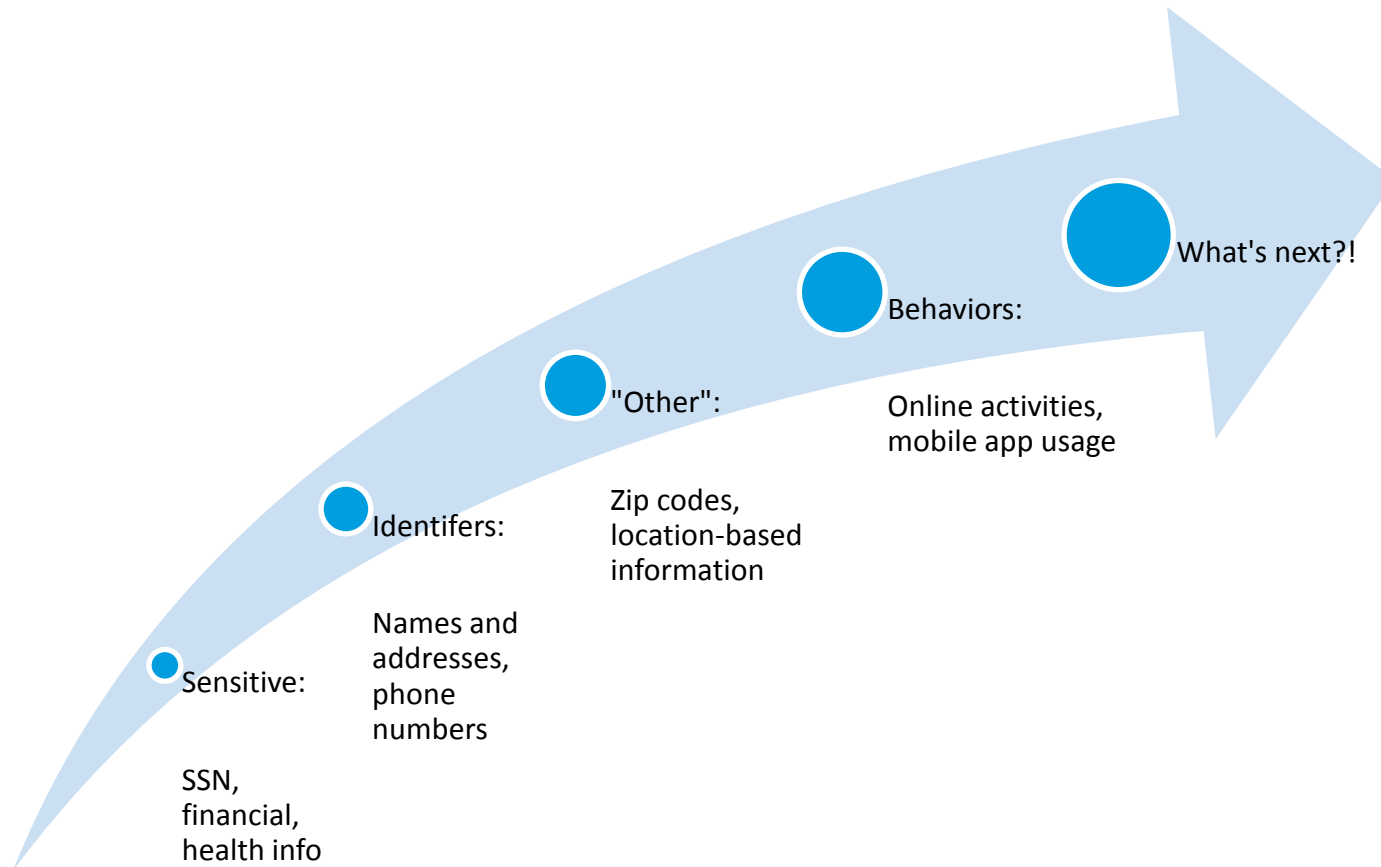 Sensitive:
SSN,
financial,
health info
Identifers:
Names and
addresses,
phone
numbers
"Other":
Zip codes,
location-based
information
Behaviors:
Online activities,
mobile app usage
What's next?!